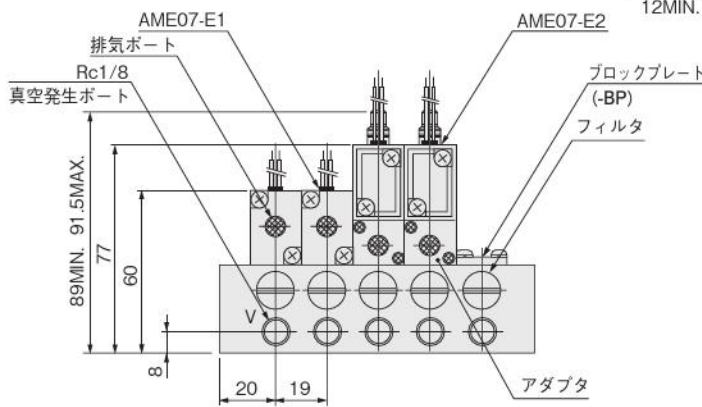 12MIN.
AME07-E1
AME07-E2
排気ポート
Rc1/8
真空発生ポート
ブロックプレート
(-BP)
フィルタ
89MIN. 91.5MAX.
77
60
V
8
20
19
アダプタ